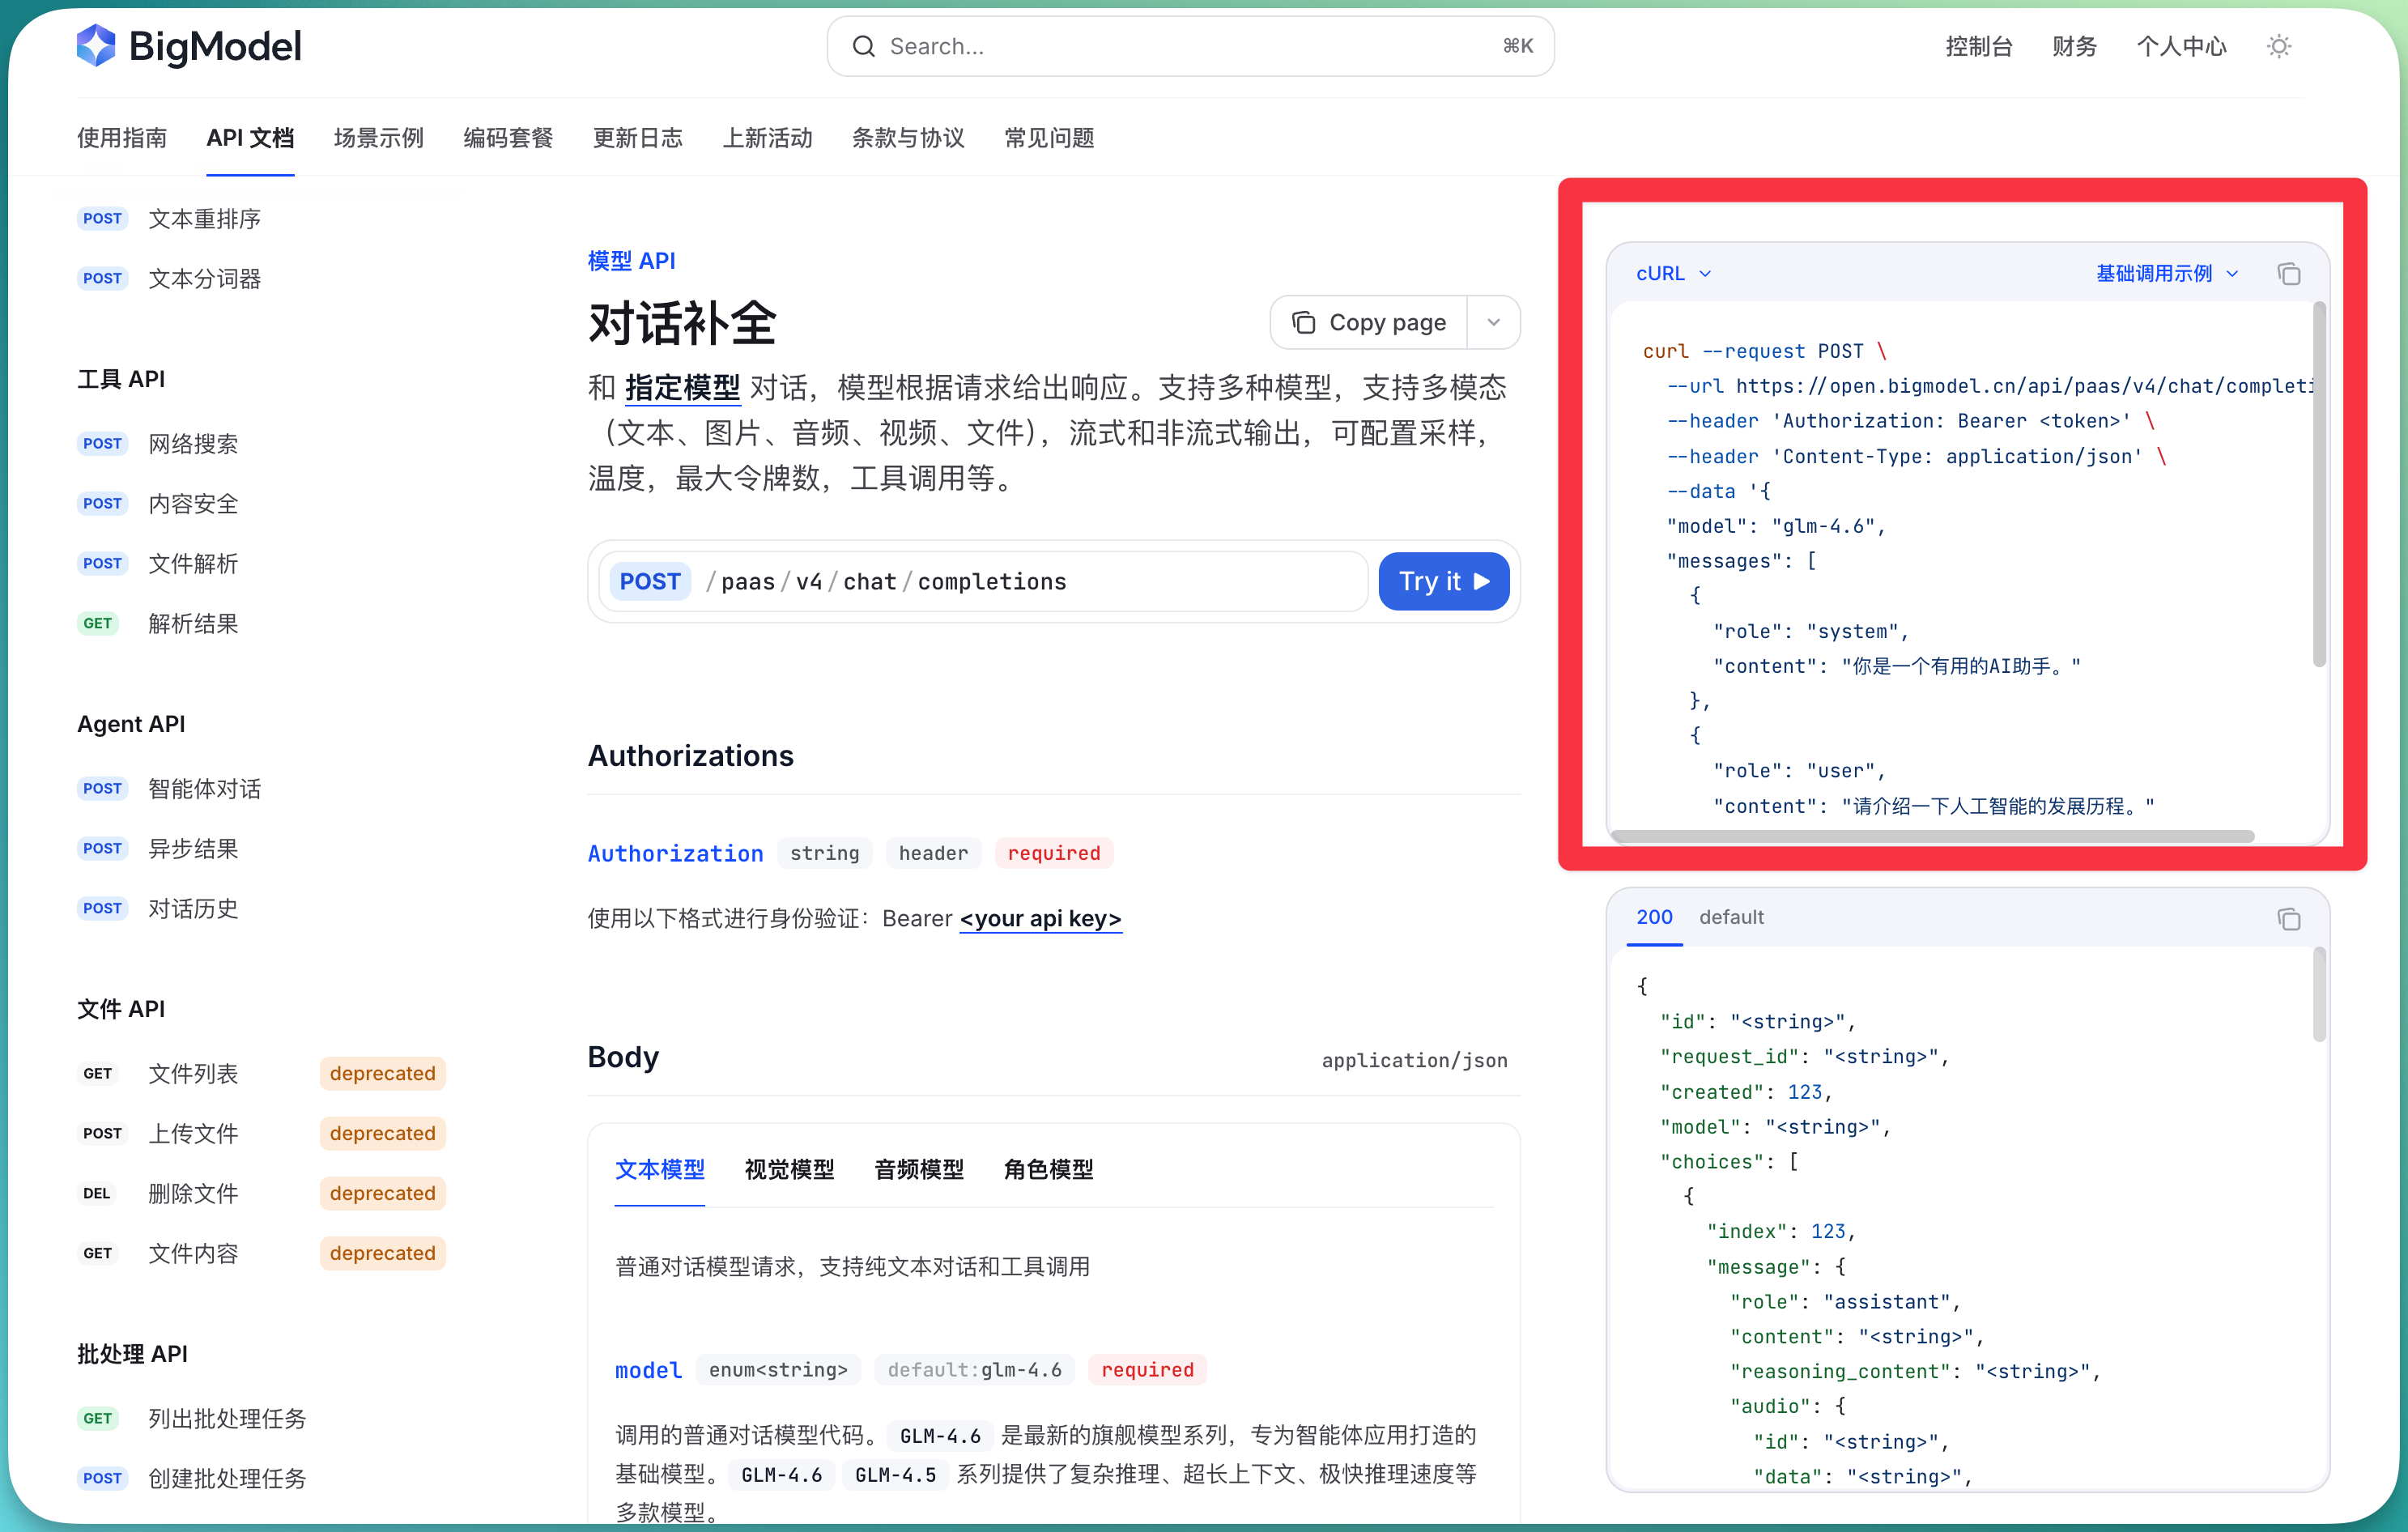 BigModel
Search...
⌘K
控制台
财务
个人中心
使用指南
API 文档
场景示例
编码套餐
更新日志
上新活动
条款与协议
常见问题
POST 文本重排序
POST 文本分词器
工具 API
POST 网络搜索
POST 内容安全
POST 文件解析
GET 解析结果
Agent API
POST 智能体对话
POST 异步结果
POST 对话历史
文件 API
GET 文件列表 deprecated
POST 上传文件 deprecated
DEL 删除文件 deprecated
GET 文件内容 deprecated
批处理 API
GET 列出批处理任务
POST 创建批处理任务
模型 API
对话补全
Copy page
和 指定模型 对话，模型根据请求给出响应。支持多种模型，支持多模态
（文本、图片、音频、视频、文件），流式和非流式输出，可配置采样，
温度，最大令牌数，工具调用等。
POST /paas/v4/chat/completions
Try it
Authorizations
Authorization string header required
使用以下格式进行身份验证：Bearer <your api key>
Body
application/json
文本模型 视觉模型 音频模型 角色模型
普通对话模型请求，支持纯文本对话和工具调用
model enum<string> default:glm-4.6 required
调用的普通对话模型代码。 GLM-4.6 是最新的旗舰模型系列，专为智能体应用打造的
基础模型。 GLM-4.6 GLM-4.5 系列提供了复杂推理、超长上下文、极快推理速度等
多款模型。
cURL
基础调用示例
curl --request POST \
--url https://open.bigmodel.cn/api/paas/v4/chat/completi
--header 'Authorization: Bearer <token>' \
--header 'Content-Type: application/json' \
--data '{
"model": "glm-4.6",
"messages": [
{
"role": "system",
"content": "你是一个有用的AI助手。"
},
{
"role": "user",
"content": "请介绍一下人工智能的发展历程。"
200 default
{
"id": "<string>",
"request_id": "<string>",
"created": 123,
"model": "<string>",
"choices": [
{
"index": 123,
"message": {
"role": "assistant",
"content": "<string>",
"reasoning_content": "<string>",
"audio": {
"id": "<string>",
"data": "<string>",